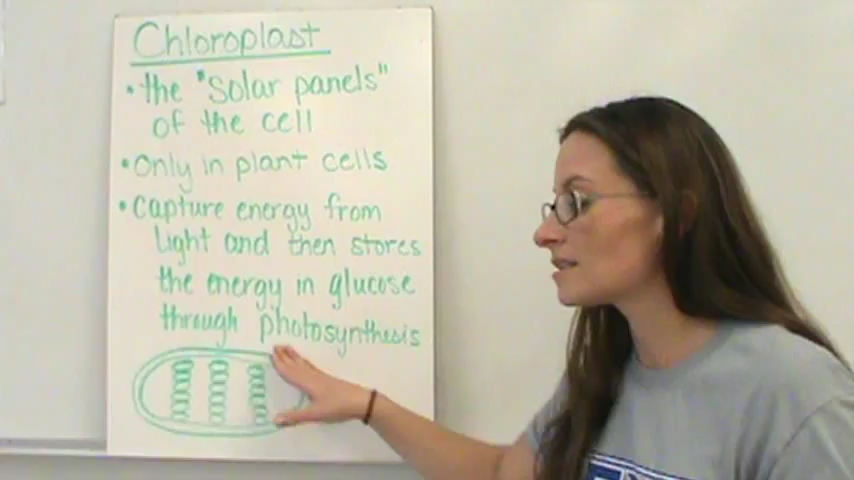 Chloroplast
• the "solar panels"
of the cell
• Only in plant cells
• Capture energy from
light and then stores
the energy in glucose
through photosynthesis